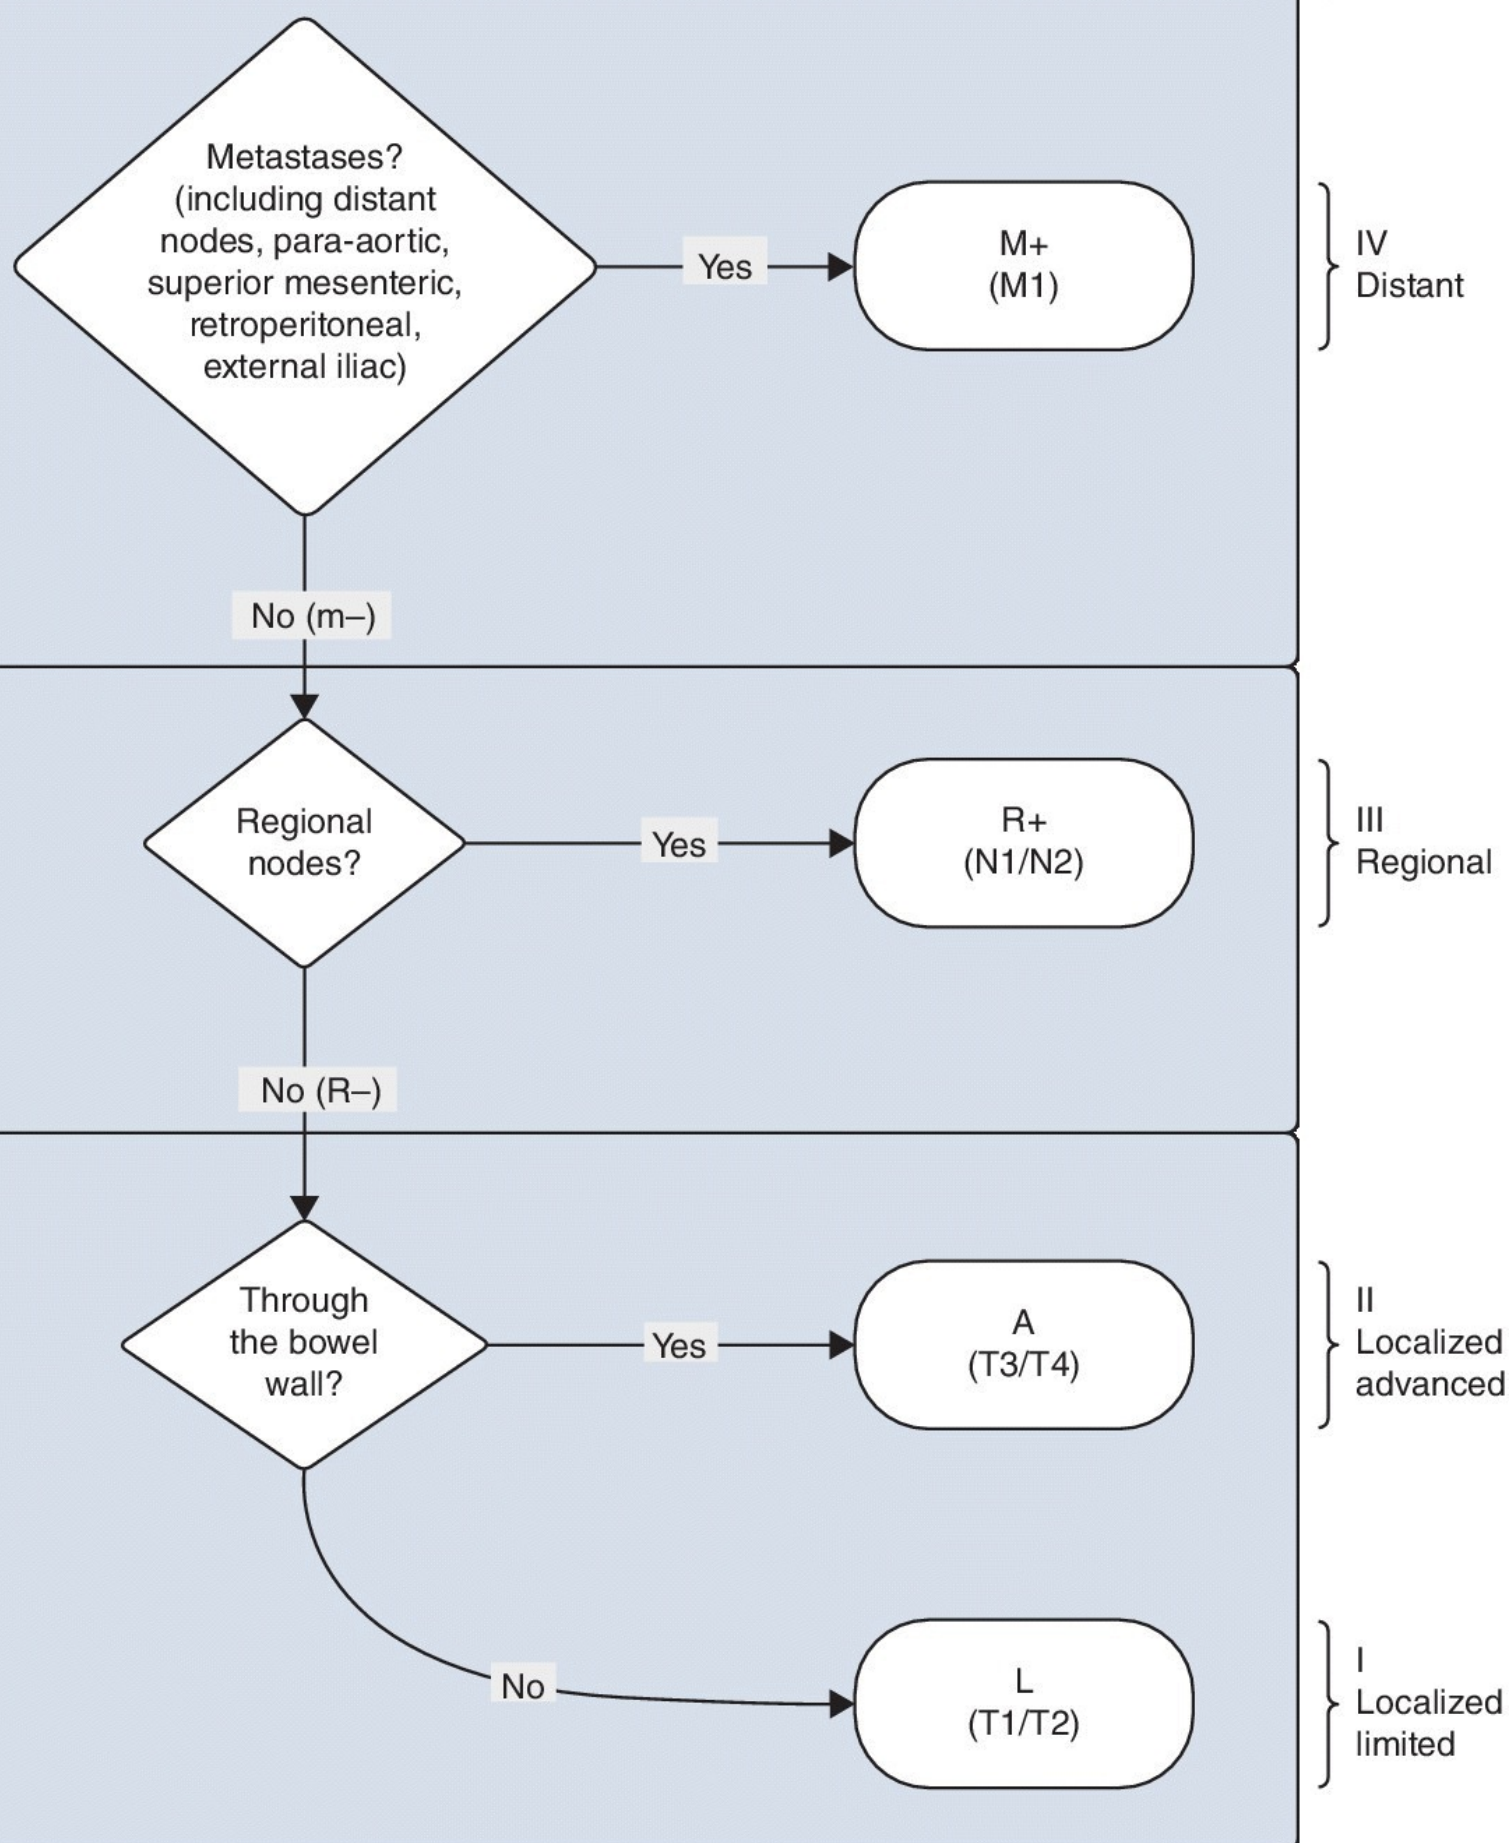 Metastases?
(including distant
nodes, para-aortic,
superior mesenteric,
retroperitoneal,
external iliac)
Yes
M+
(M1)
IV
Distant
No (m–)
Regional
nodes?
Yes
R+
(N1/N2)
III
Regional
No (R–)
Through
the bowel
wall?
Yes
A
(T3/T4)
II
Localized
advanced
No
L
(T1/T2)
I
Localized
limited